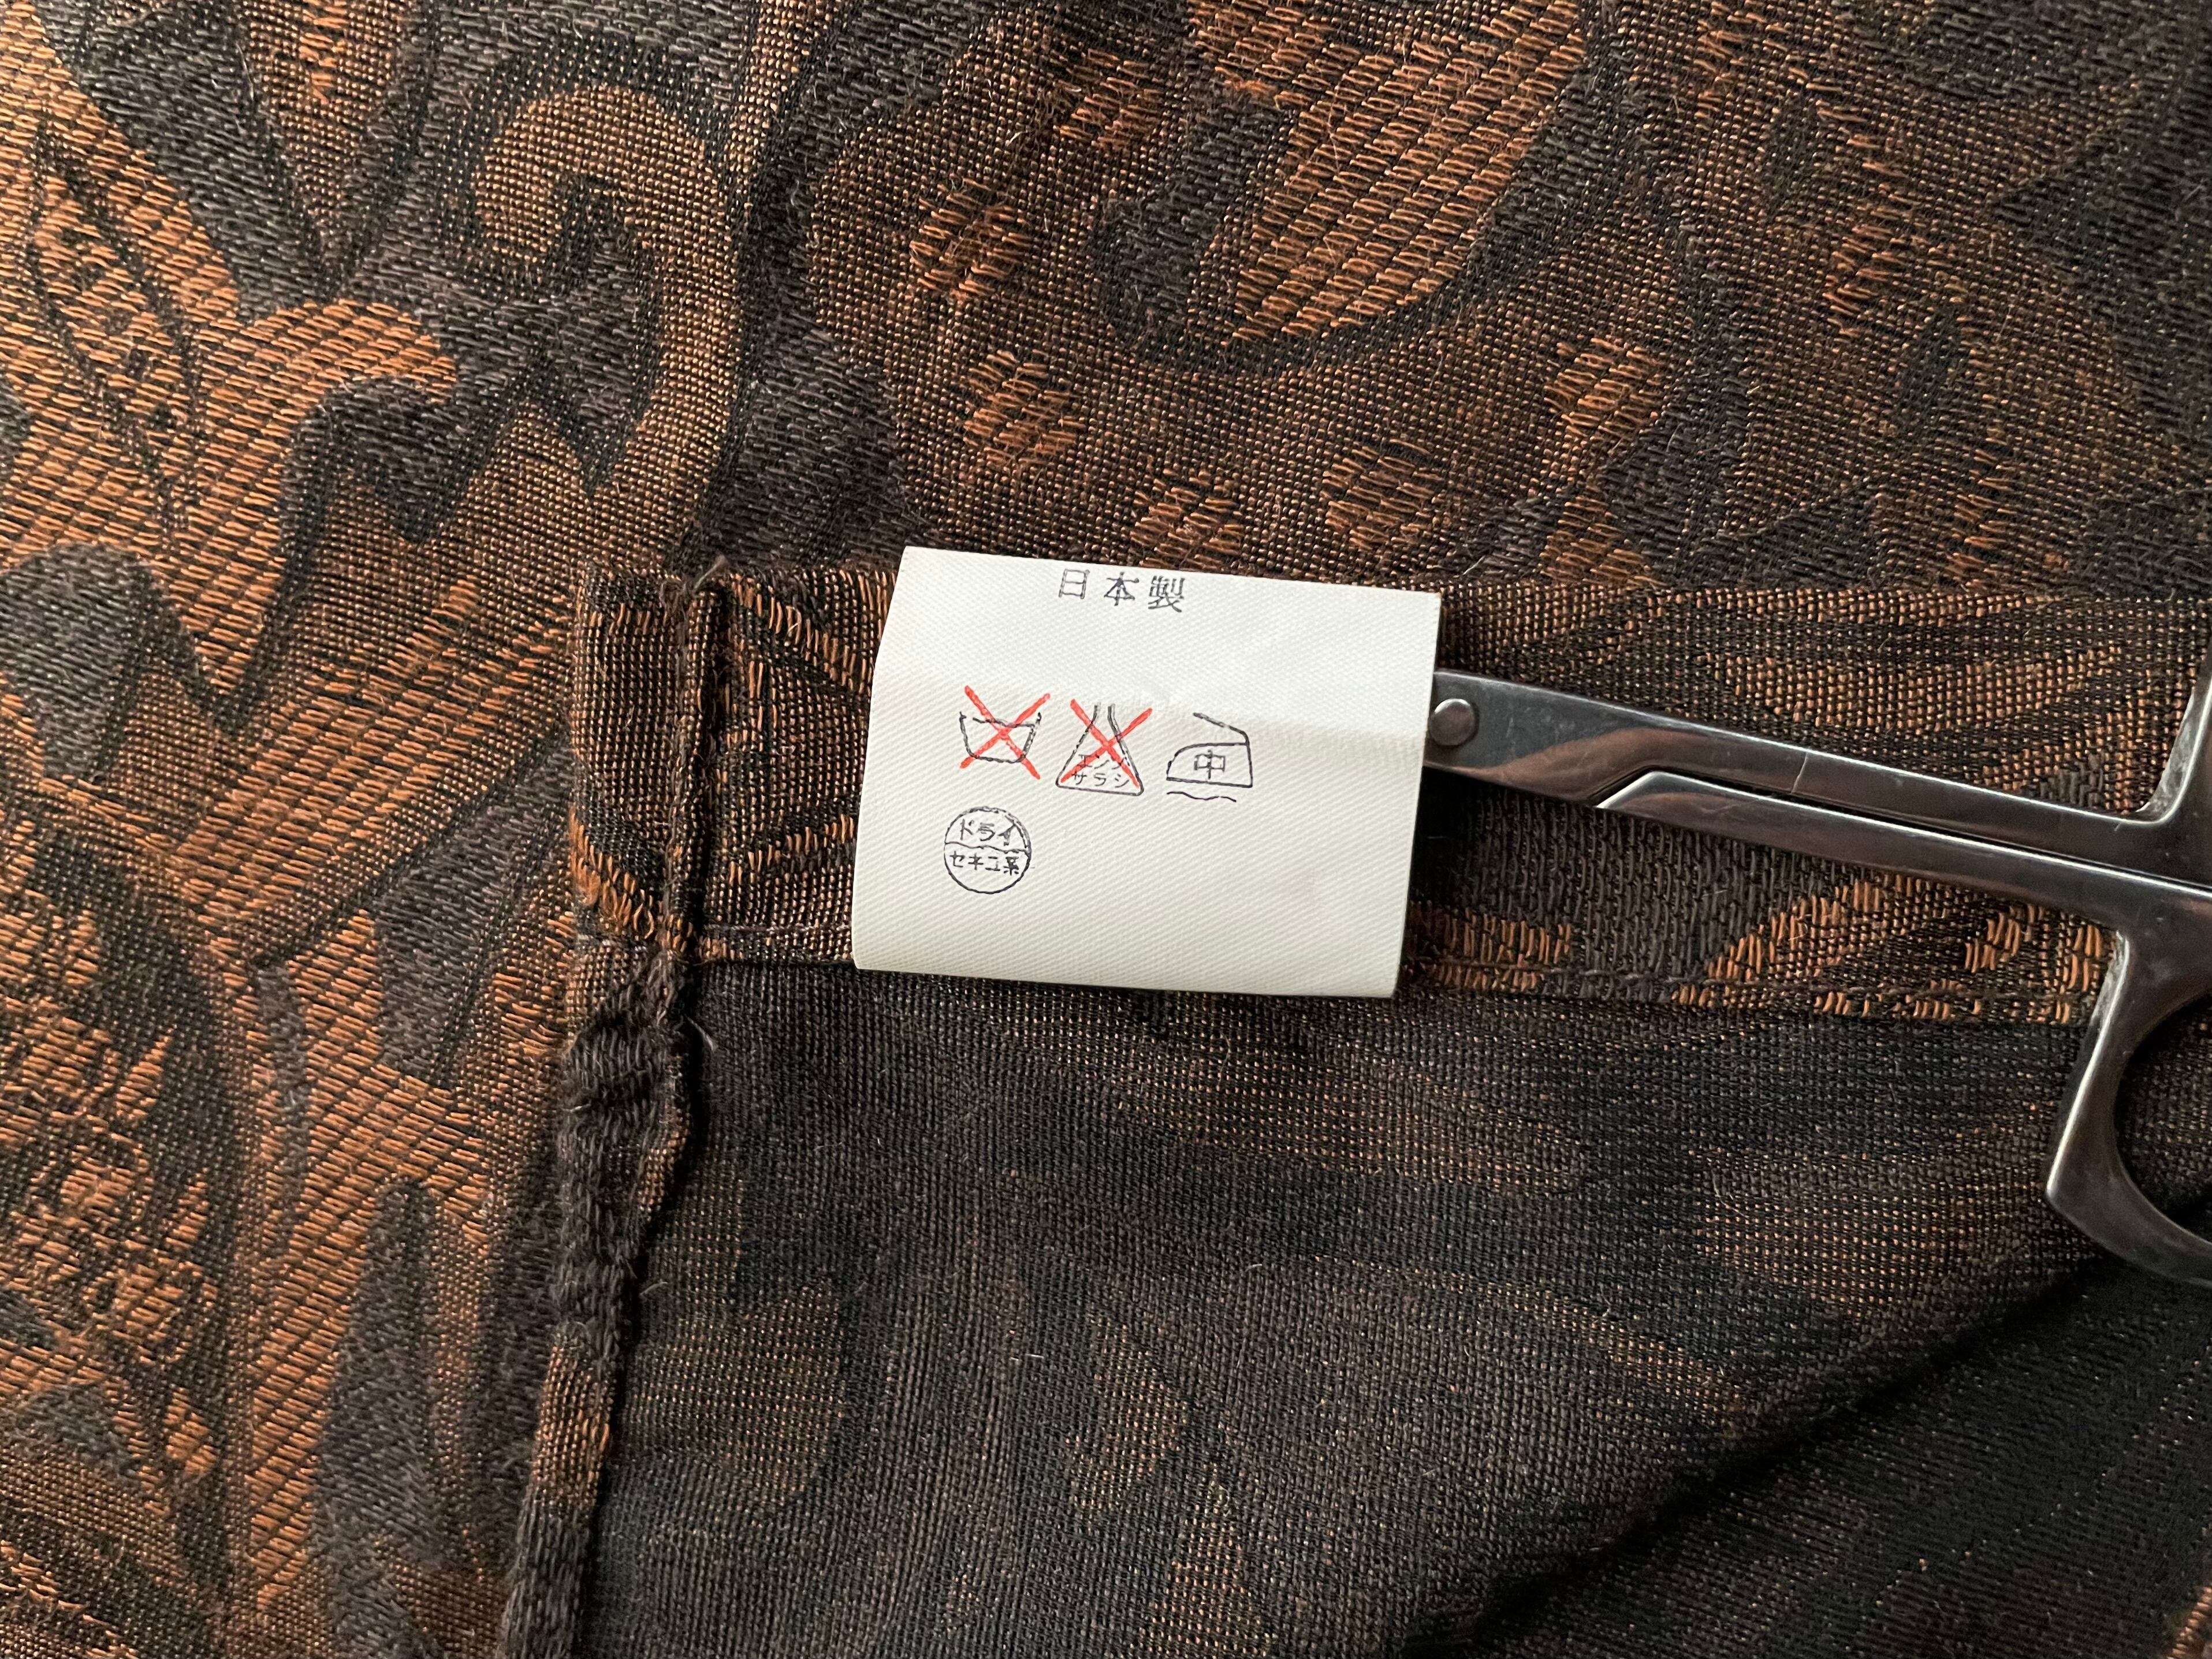 日本製
エンソ
サラシ
中
ドライ
セキユ系